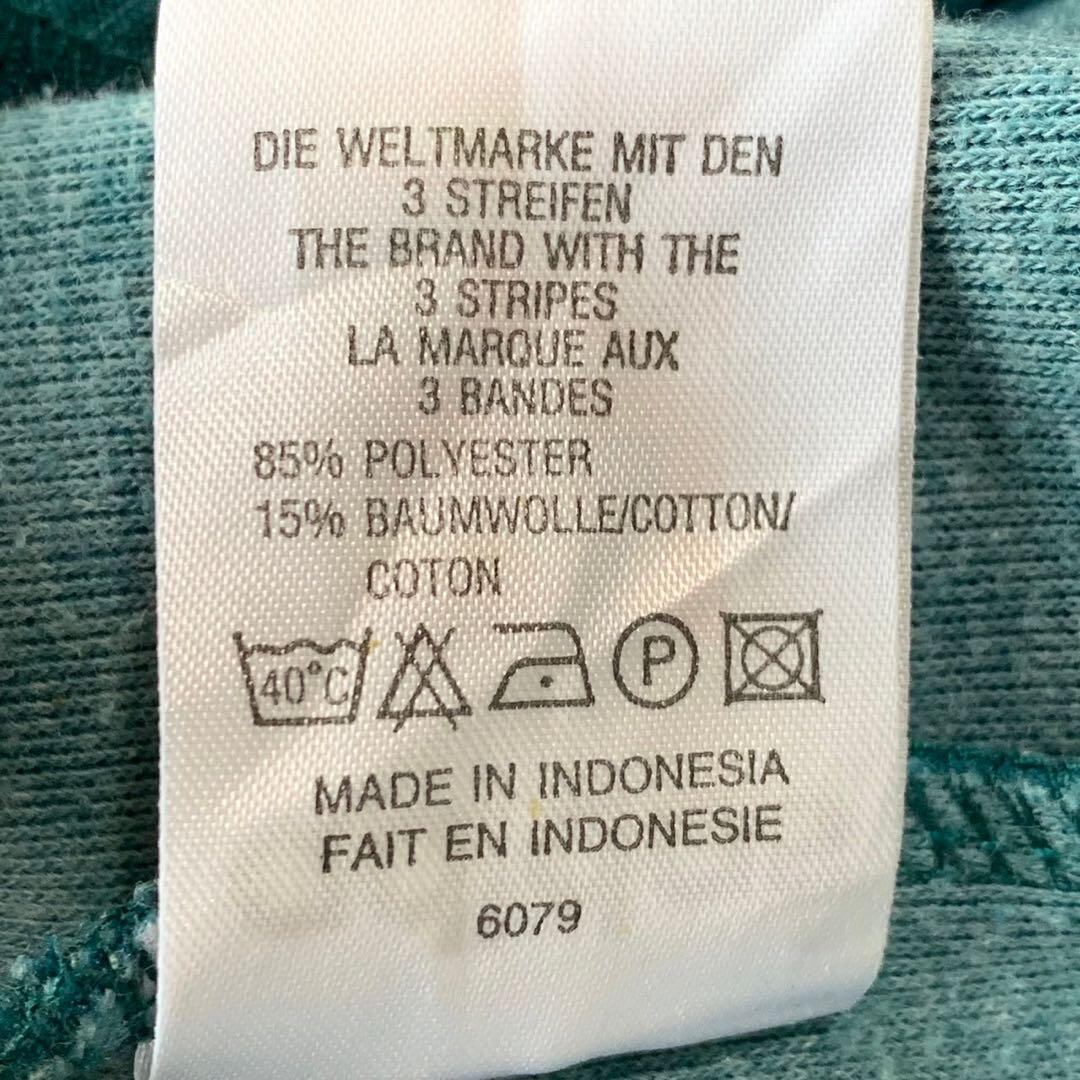 DIE WELTMARKE MIT DEN
3 STREIFEN
THE BRAND WITH THE
3 STRIPES
LA MARQUE AUX
3 BANDES
85% POLYESTER
15% BAUMWOLLE/COTTON/
COTON
40°C P
MADE IN INDONESIA
FAIT EN INDONESIE
6079